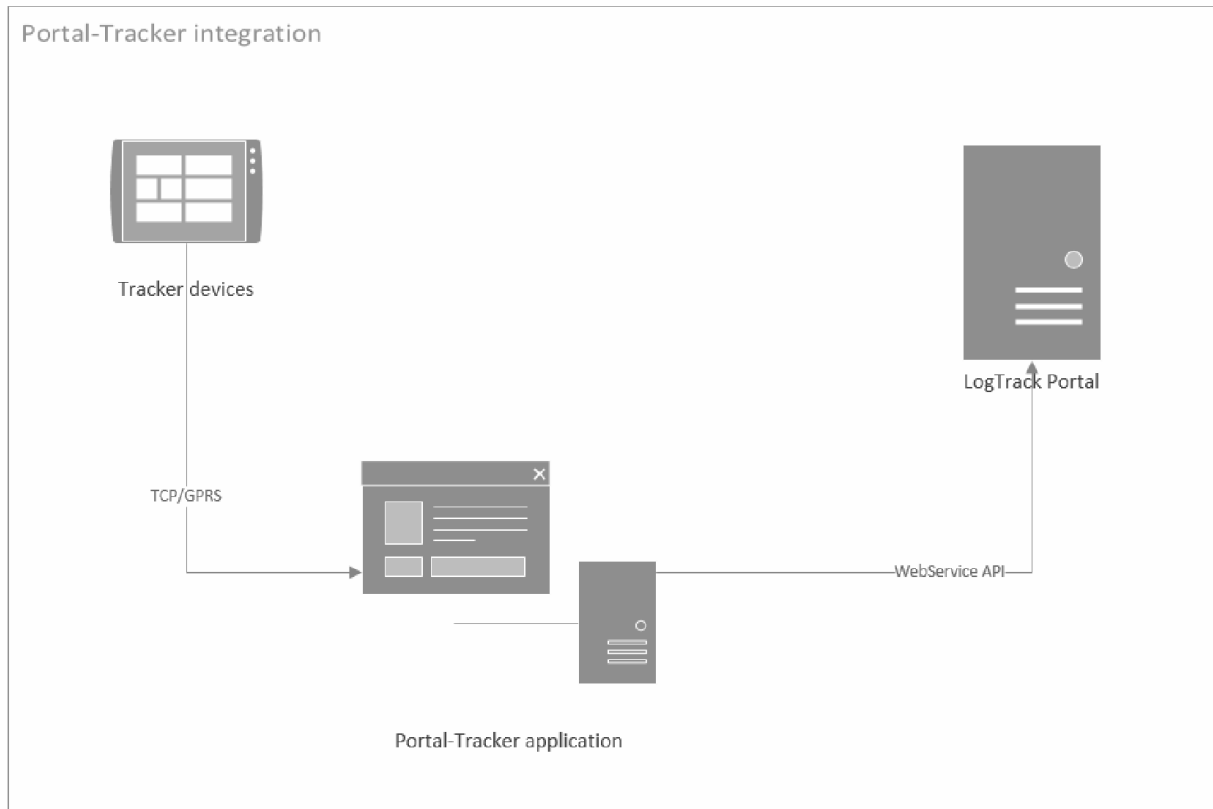 Portal-Tracker integration
Tracker devices
LogTrack Portal
TCP/GPRS
WebService API
Portal-Tracker application